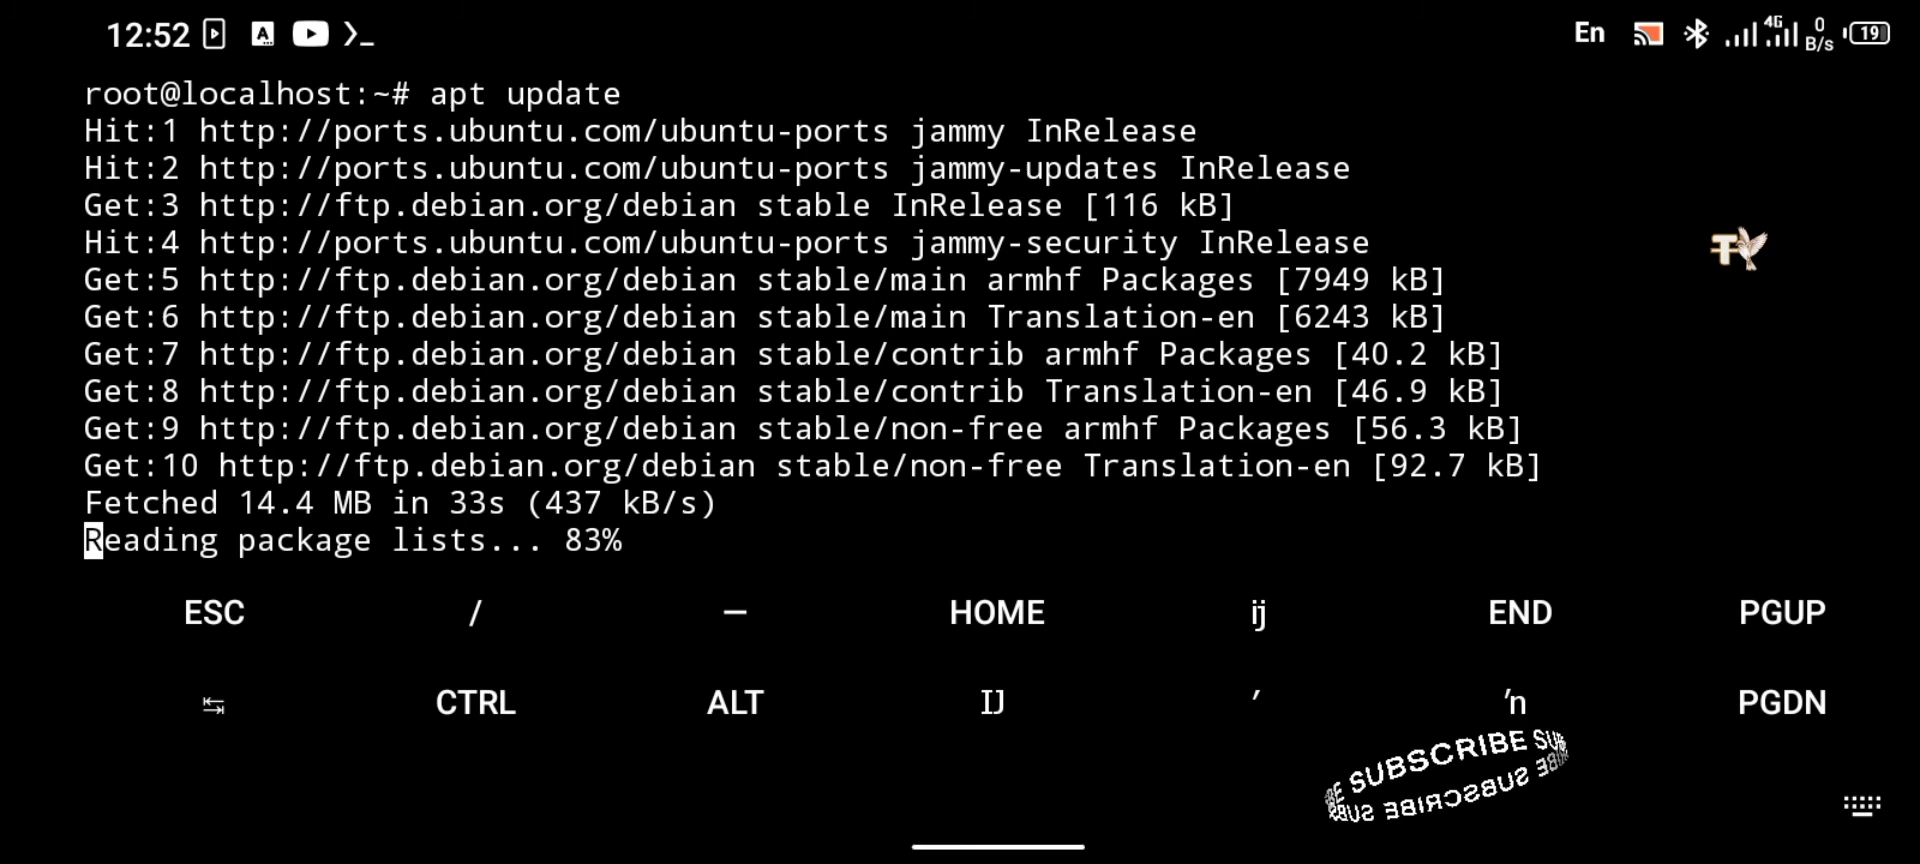 12:52 A >_ En 4G 0 B/s 19
root@localhost:~# apt update
Hit:1 http://ports.ubuntu.com/ubuntu-ports jammy InRelease
Hit:2 http://ports.ubuntu.com/ubuntu-ports jammy-updates InRelease
Get:3 http://ftp.debian.org/debian stable InRelease [116 kB]
Hit:4 http://ports.ubuntu.com/ubuntu-ports jammy-security InRelease
Get:5 http://ftp.debian.org/debian stable/main armhf Packages [7949 kB]
Get:6 http://ftp.debian.org/debian stable/main Translation-en [6243 kB]
Get:7 http://ftp.debian.org/debian stable/contrib armhf Packages [40.2 kB]
Get:8 http://ftp.debian.org/debian stable/contrib Translation-en [46.9 kB]
Get:9 http://ftp.debian.org/debian stable/non-free armhf Packages [56.3 kB]
Get:10 http://ftp.debian.org/debian stable/non-free Translation-en [92.7 kB]
Fetched 14.4 MB in 33s (437 kB/s)
Reading package lists... 83%
ESC / — HOME ĳ END PGUP
↹ CTRL ALT Ĳ ′ ŉ PGDN
SUBSCRIBE
SUBSCRIBE